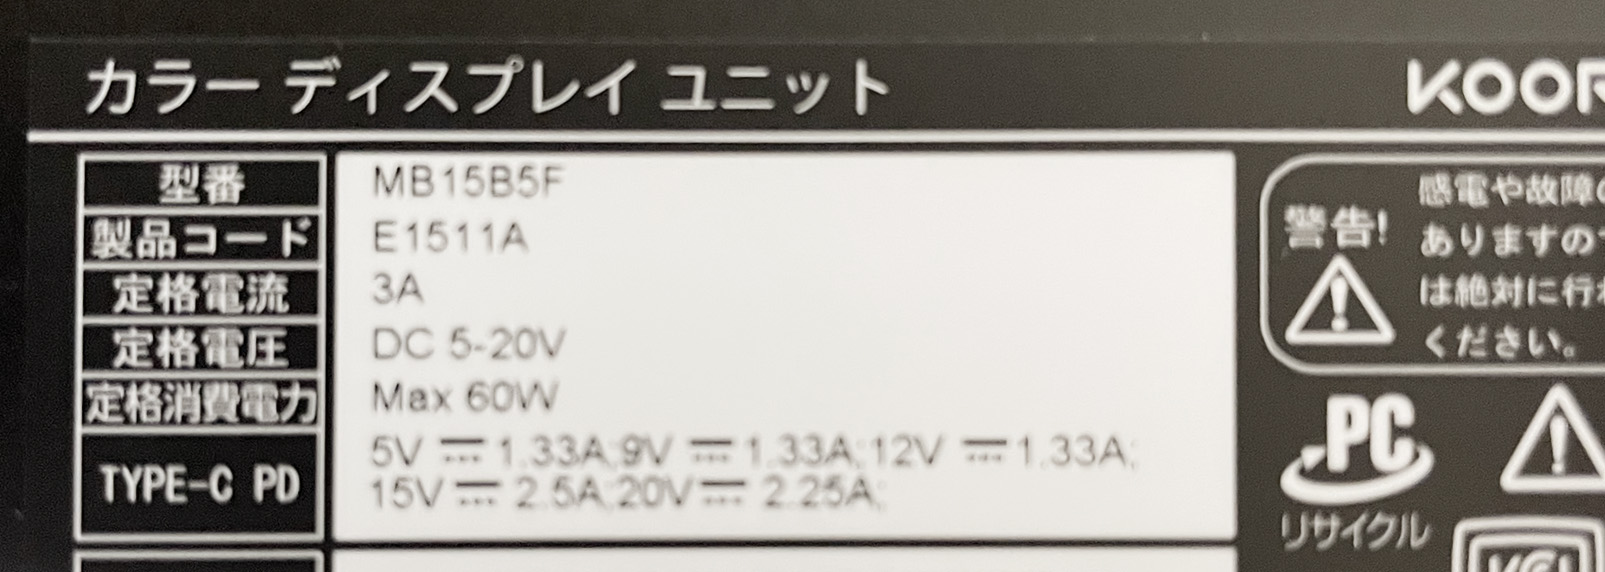 カラー ディスプレイ ユニット
KOOR
型番 MB15B5F
製品コード E1511A
定格電流 3A
定格電圧 DC 5-20V
定格消費電力 Max 60W
TYPE-C PD
5V ⎓ 1.33A;9V ⎓ 1.33A;12V ⎓ 1.33A;
15V ⎓ 2.5A;20V ⎓ 2.25A;
警告!
感電や故障の
ありますので
は絶対に行わ
ください。
PC
リサイクル